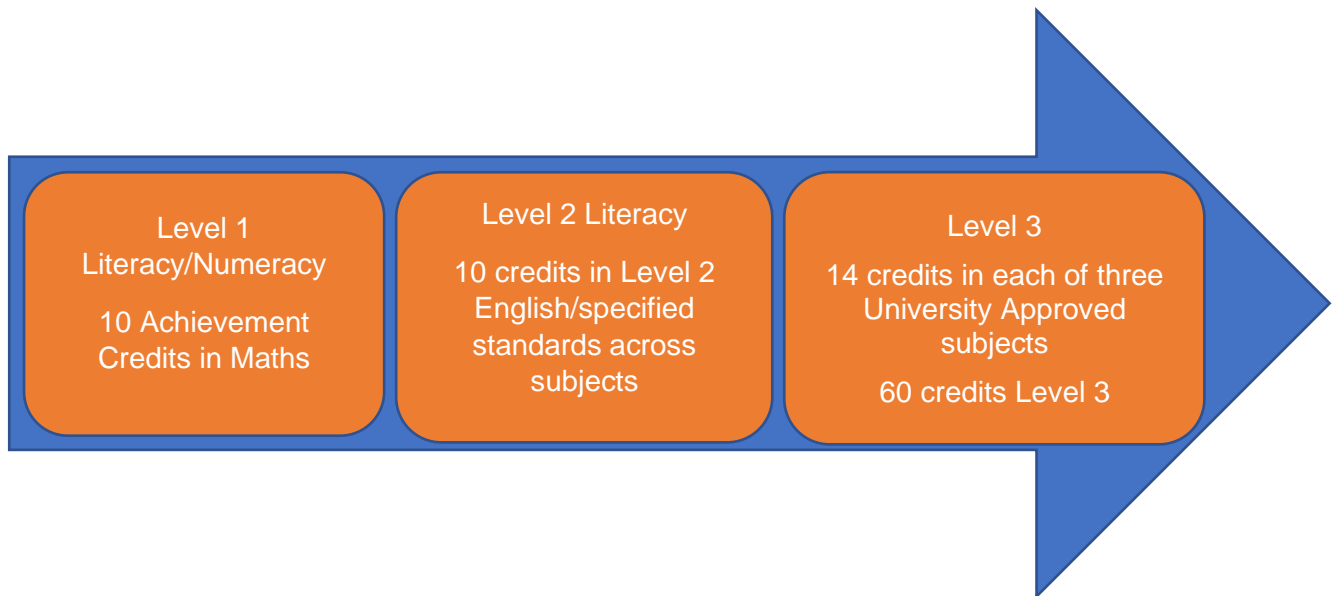 Level 1
Literacy/Numeracy
10 Achievement
Credits in Maths
Level 2 Literacy
10 credits in Level 2
English/specified
standards across
subjects
Level 3
14 credits in each of three
University Approved
subjects
60 credits Level 3